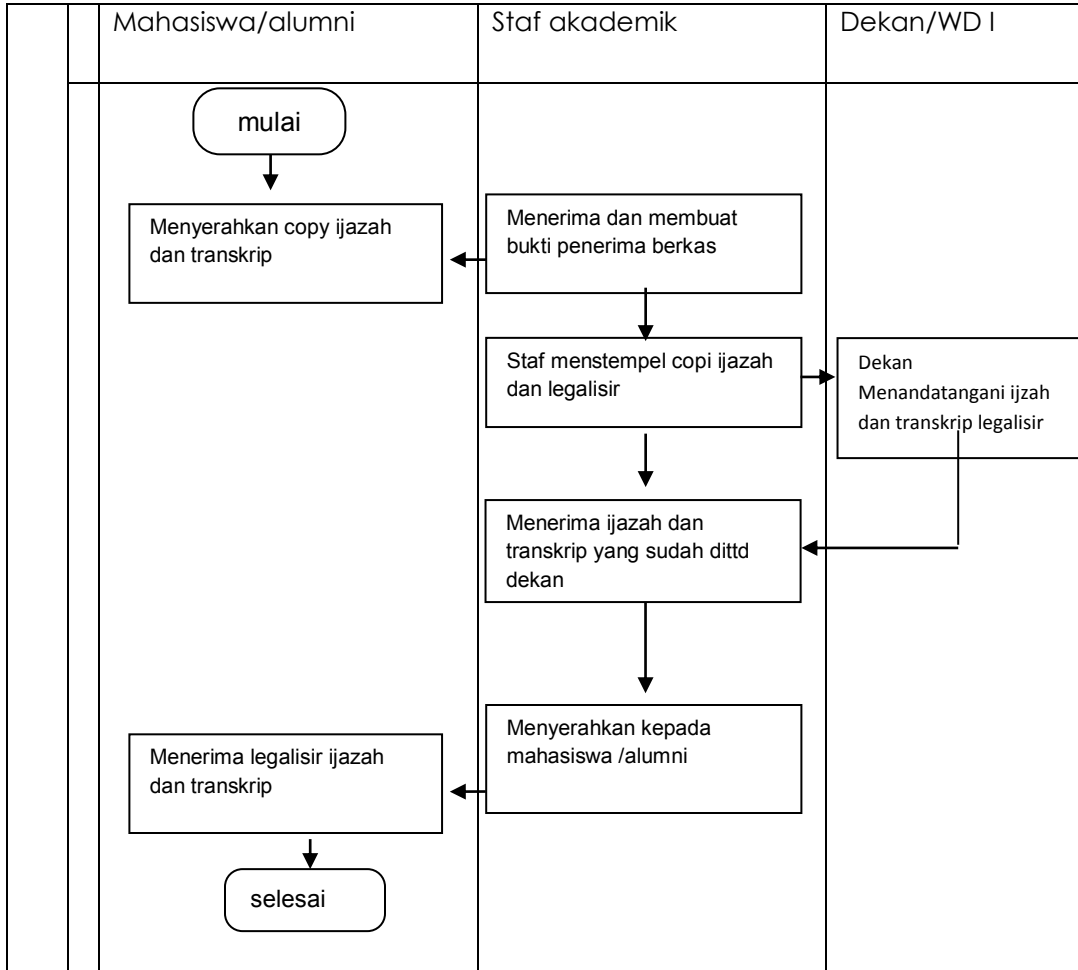 Mahasiswa/alumni
Staf akademik
Dekan/WD I
mulai
Menyerahkan copy ijazah
dan transkrip
Menerima dan membuat
bukti penerima berkas
Staf menstempel copi ijazah
dan legalisir
Dekan
Menandatangani ijzah
dan transkrip legalisir
Menerima ijazah dan
transkrip yang sudah dittd
dekan
Menyerahkan kepada
mahasiswa /alumni
Menerima legalisir ijazah
dan transkrip
selesai